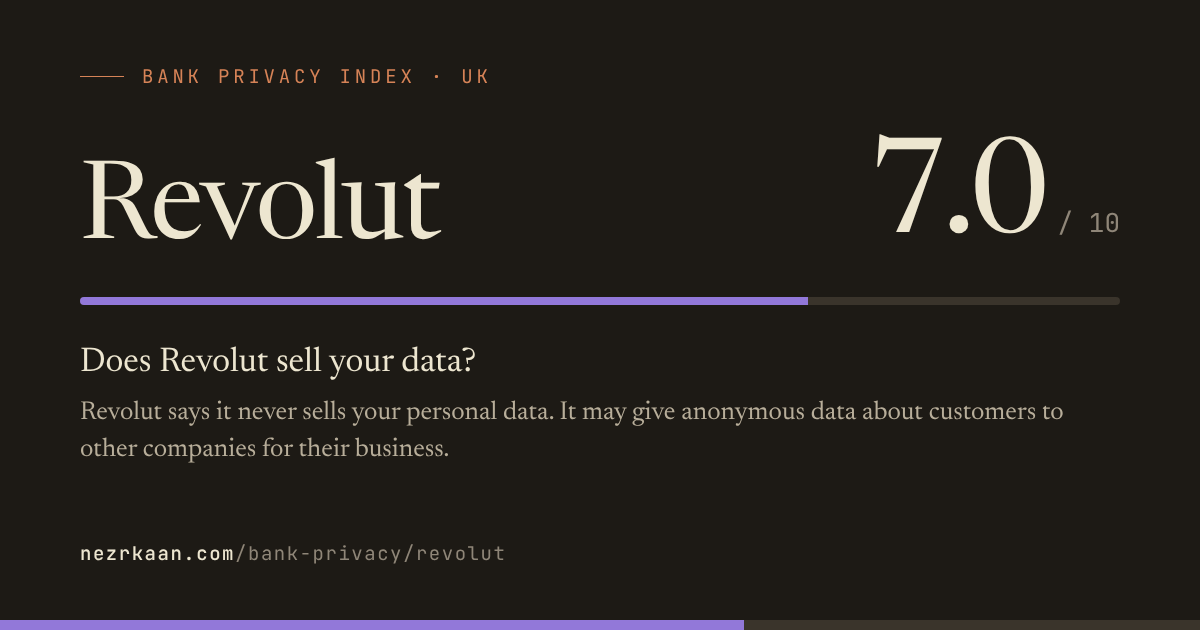 BANK PRIVACY INDEX · UK
Revolut
7.0 / 10
Does Revolut sell your data?
Revolut says it never sells your personal data. It may give anonymous data about customers to
other companies for their business.
nezrkaan.com/bank-privacy/revolut